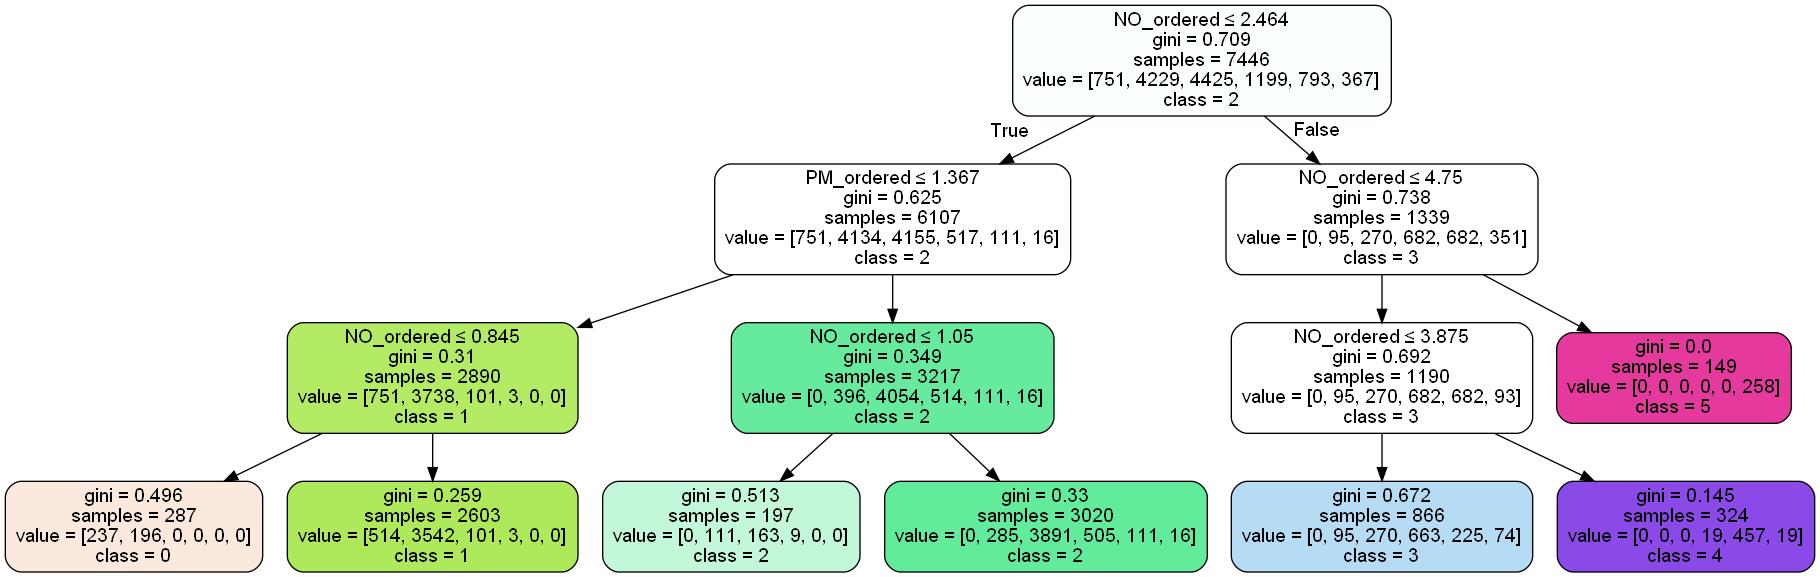 NO_ordered ≤ 2.464
gini = 0.709
samples = 7446
value = [751, 4229, 4425, 1199, 793, 367]
class = 2
True
False
PM_ordered ≤ 1.367
gini = 0.625
samples = 6107
value = [751, 4134, 4155, 517, 111, 16]
class = 2
NO_ordered ≤ 4.75
gini = 0.738
samples = 1339
value = [0, 95, 270, 682, 682, 351]
class = 3
NO_ordered ≤ 0.845
gini = 0.31
samples = 2890
value = [751, 3738, 101, 3, 0, 0]
class = 1
NO_ordered ≤ 1.05
gini = 0.349
samples = 3217
value = [0, 396, 4054, 514, 111, 16]
class = 2
NO_ordered ≤ 3.875
gini = 0.692
samples = 1190
value = [0, 95, 270, 682, 682, 93]
class = 3
gini = 0.0
samples = 149
value = [0, 0, 0, 0, 0, 258]
class = 5
gini = 0.496
samples = 287
value = [237, 196, 0, 0, 0, 0]
class = 0
gini = 0.259
samples = 2603
value = [514, 3542, 101, 3, 0, 0]
class = 1
gini = 0.513
samples = 197
value = [0, 111, 163, 9, 0, 0]
class = 2
gini = 0.33
samples = 3020
value = [0, 285, 3891, 505, 111, 16]
class = 2
gini = 0.672
samples = 866
value = [0, 95, 270, 663, 225, 74]
class = 3
gini = 0.145
samples = 324
value = [0, 0, 0, 19, 457, 19]
class = 4